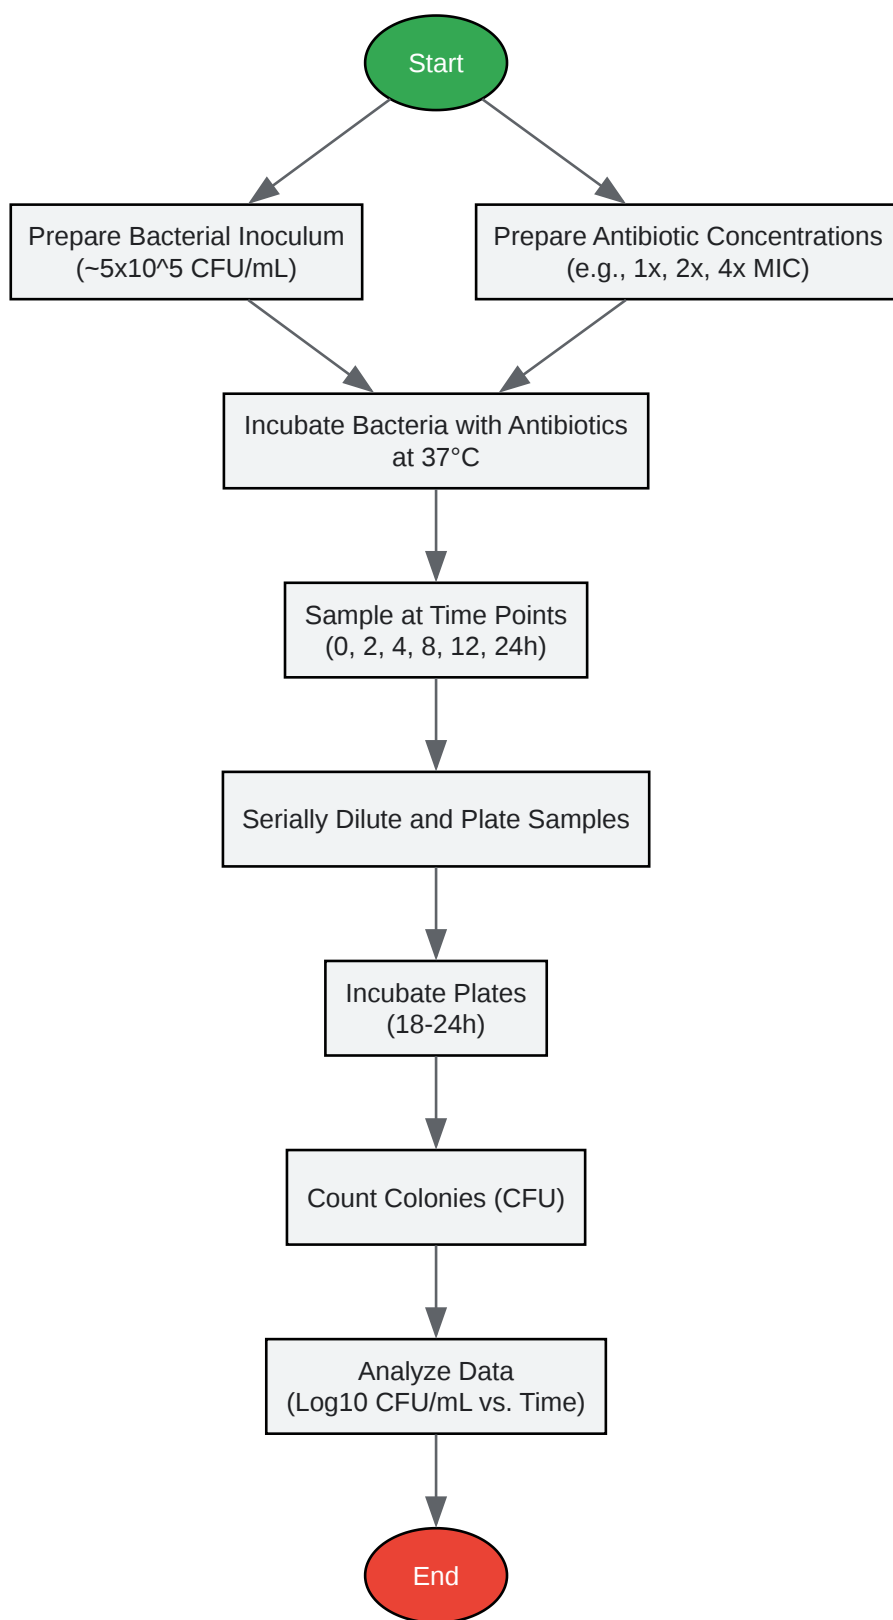 Start
Prepare Bacterial Inoculum
(~5x10^5 CFU/mL)
Prepare Antibiotic Concentrations
(e.g., 1x, 2x, 4x MIC)
Incubate Bacteria with Antibiotics
at 37°C
Sample at Time Points
(0, 2, 4, 8, 12, 24h)
Serially Dilute and Plate Samples
Incubate Plates
(18-24h)
Count Colonies (CFU)
Analyze Data
(Log10 CFU/mL vs. Time)
End